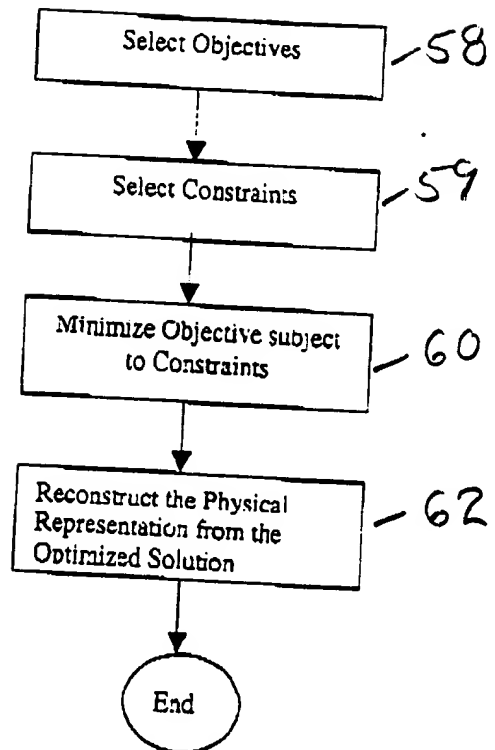 Select Objectives
58
Select Constraints
59
Minimize Objective subject
to Constraints
60
Reconstruct the Physical
Representation from the
Optimized Solution
62
End